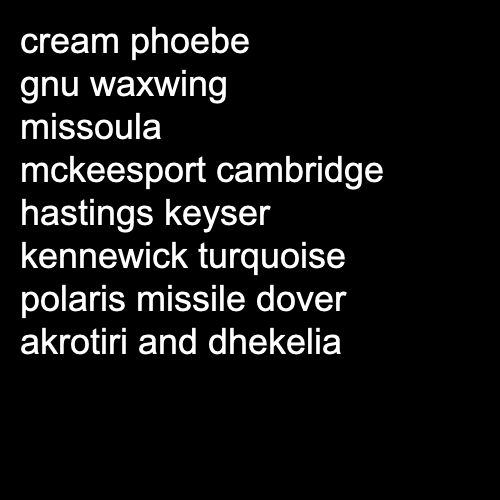 cream phoebe
gnu waxwing
missoula
mckeesport cambridge
hastings keyser
kennewick turquoise
polaris missile dover
akrotiri and dhekelia